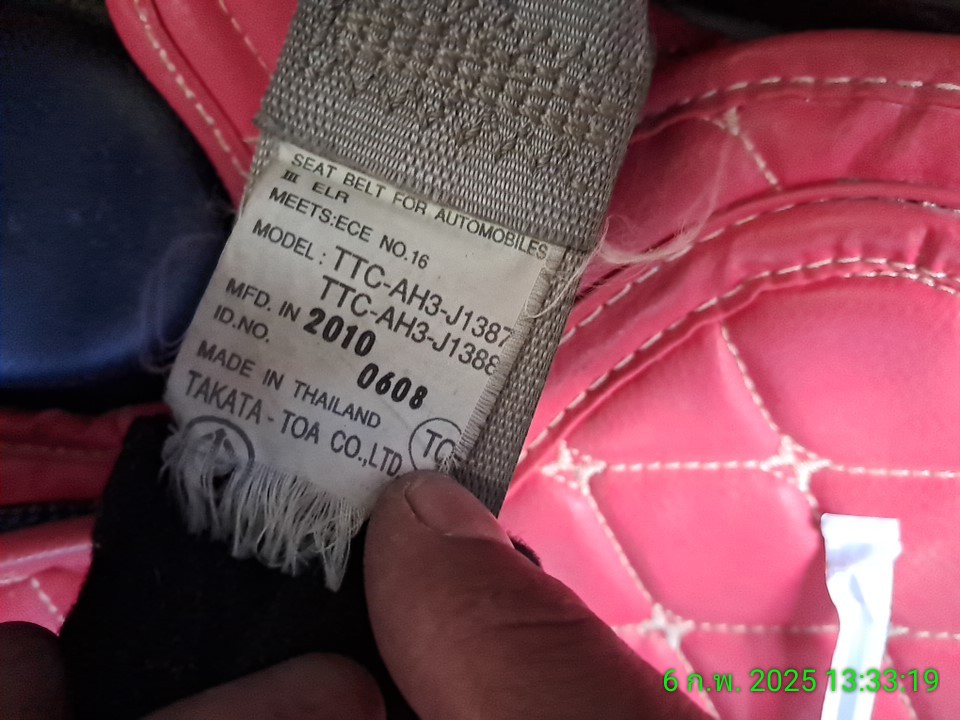 SEAT BELT FOR AUTOMOBILES
III ELR
MEETS:ECE NO.16
MODEL : TTC-AH3-J1387
TTC-AH3-J1388
MFD. IN 2010
ID.NO. 0608
MADE IN THAILAND
TAKATA - TOA CO.,LTD
6 ก.พ. 2025 13:33:19